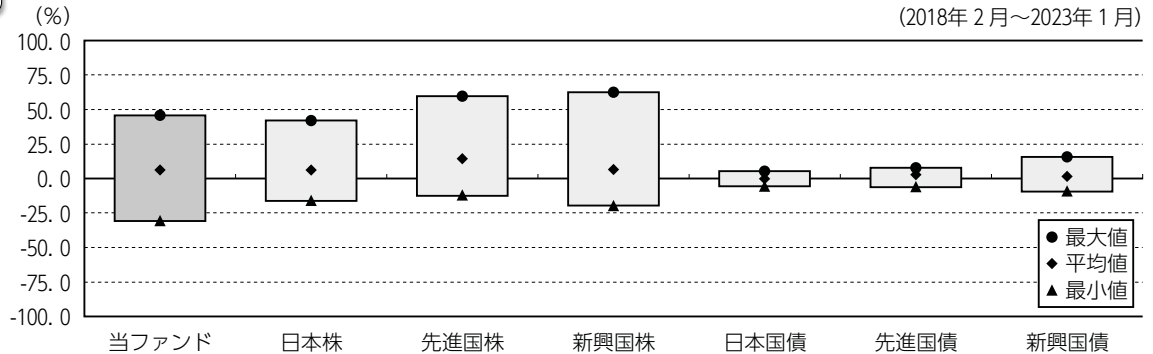 (%)
(2018年2月～2023年1月)
100.0
75.0
50.0
25.0
0.0
-25.0
-50.0
-75.0
-100.0
● 最大値
◆ 平均値
▲ 最小値
当ファンド 日本株 先進国株 新興国株 日本国債 先進国債 新興国債